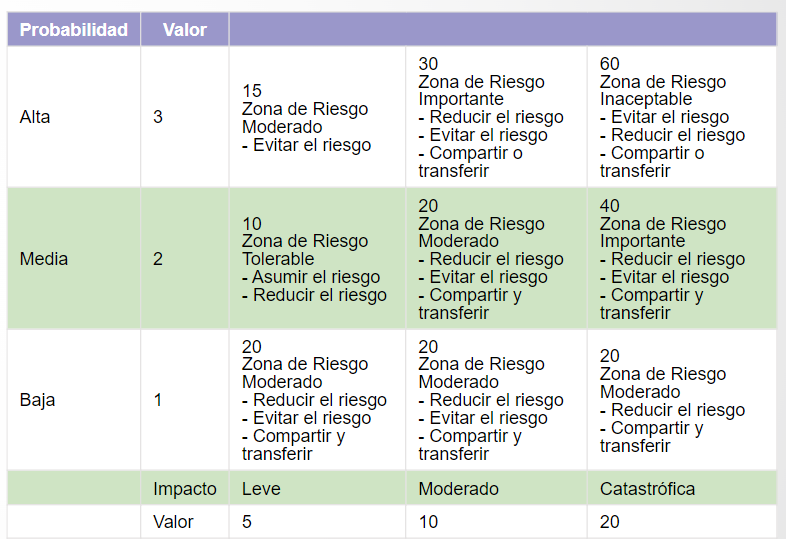 Probabilidad Valor
Alta
3
15
Zona de Riesgo
Moderado
- Evitar el riesgo
30
Zona de Riesgo
Importante
- Reducir el riesgo
- Evitar el riesgo
- Compartir o
transferir
60
Zona de Riesgo
Inaceptable
- Evitar el riesgo
- Reducir el riesgo
- Compartir o
transferir
Media
2
10
Zona de Riesgo
Tolerable
- Asumir el riesgo
- Reducir el riesgo
20
Zona de Riesgo
Moderado
- Reducir el riesgo
- Evitar el riesgo
- Compartir y
transferir
40
Zona de Riesgo
Importante
- Reducir el riesgo
- Evitar el riesgo
- Compartir y
transferir
Baja
1
20
Zona de Riesgo
Moderado
- Reducir el riesgo
- Evitar el riesgo
- Compartir y
transferir
20
Zona de Riesgo
Moderado
- Reducir el riesgo
- Evitar el riesgo
- Compartir y
transferir
20
Zona de Riesgo
Moderado
- Reducir el riesgo
- Compartir y
transferir
Impacto Leve Moderado Catastrófica
Valor 5 10 20